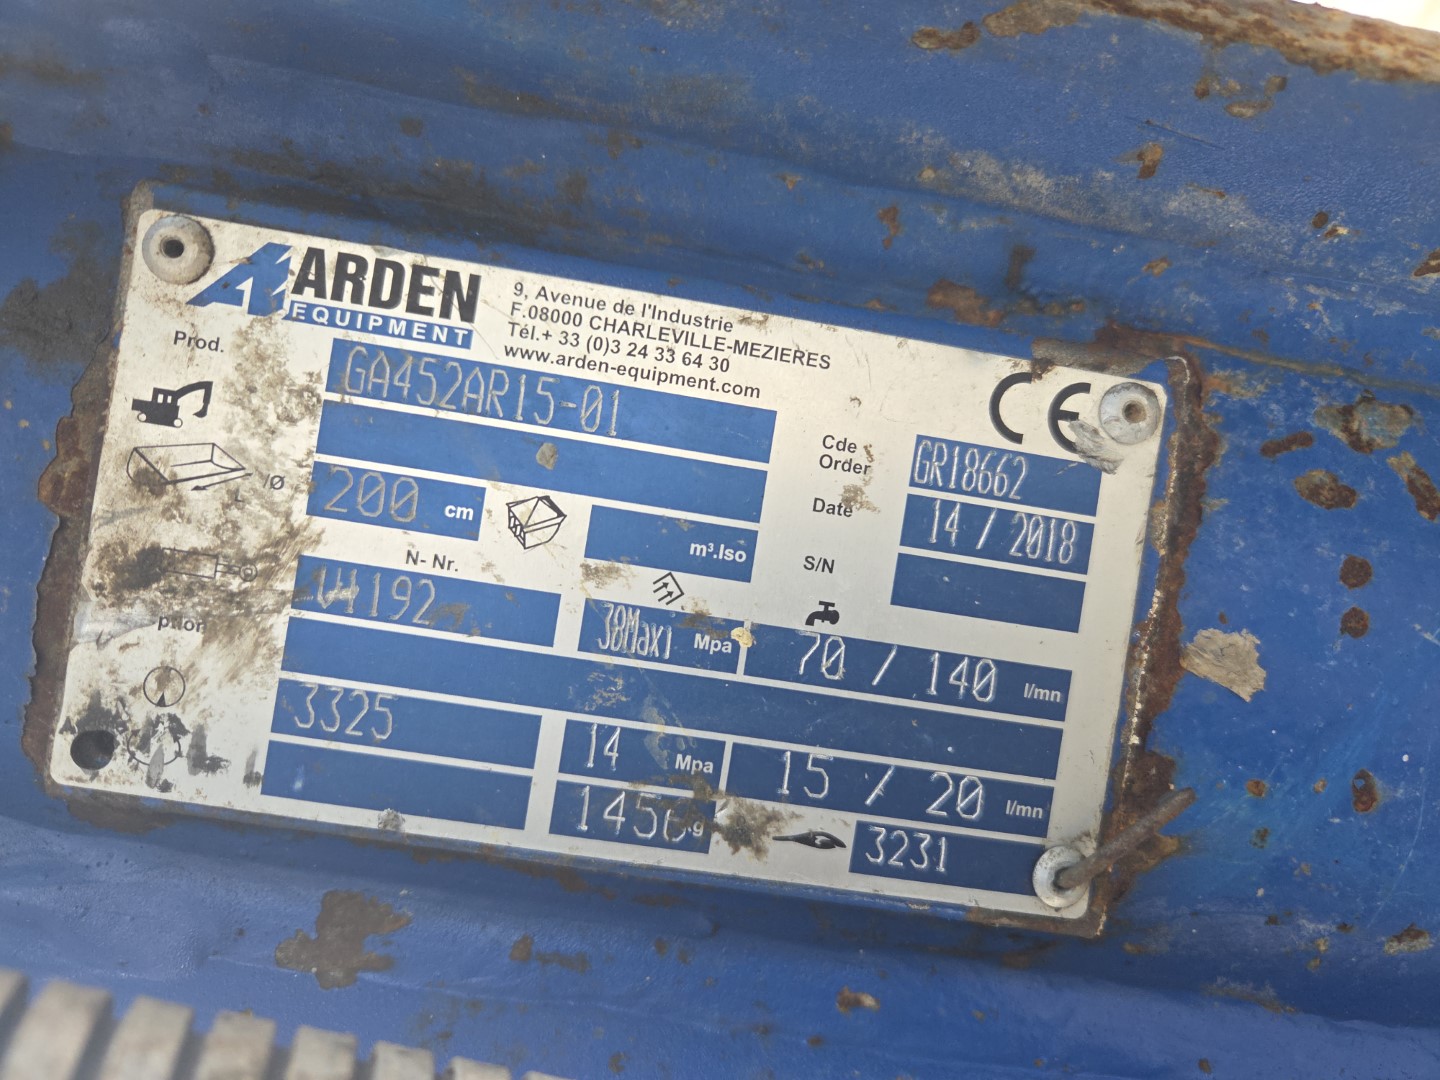 ARDEN
EQUIPMENT
9, Avenue de l'Industrie
F.08000 CHARLEVILLE-MEZIERES
Tél.+ 33 (0)3 24 33 64 30
www.arden-equipment.com
CE
Prod.
GA452AR15-01
Cde
Order
GR18662
Date
14 / 2018
S/N
L
/Ø
200 cm
m³.Iso
N- Nr.
V4192
38Maxi Mpa
70 / 140 l/mn
prior
3325
14 Mpa
15 / 20 l/mn
3231